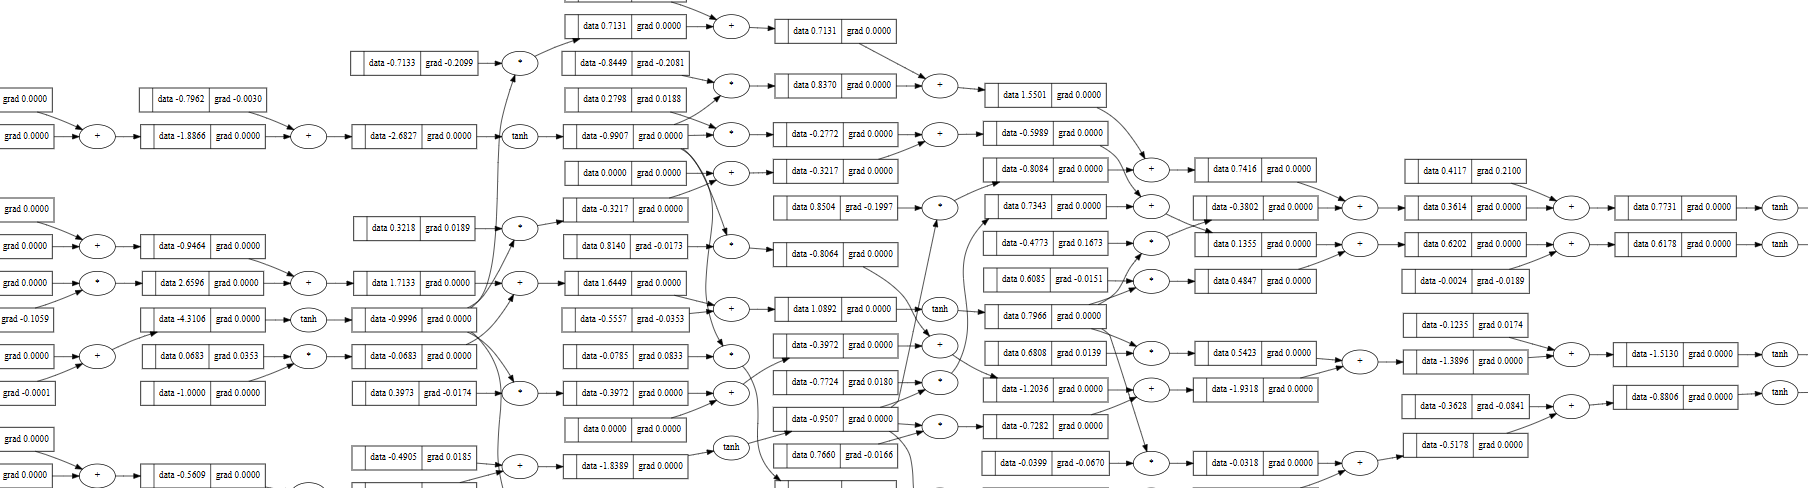 data 0.7131 grad 0.0000
+
data 0.7131 grad 0.0000
data -0.7133 grad -0.2099
*
data -0.8449 grad -0.2081
*
data 0.8370 grad 0.0000
+
data 1.5501 grad 0.0000
grad 0.0000
data -0.7962 grad -0.0030
data 0.2798 grad 0.0188
grad 0.0000
+
data -1.8866 grad 0.0000
+
data -2.6827 grad 0.0000
tanh
data -0.9907 grad 0.0000
*
data -0.2772 grad 0.0000
+
data -0.5989 grad 0.0000
data 0.0000 grad 0.0000
+
data -0.3217 grad 0.0000
data -0.8084 grad 0.0000
+
data 0.7416 grad 0.0000
data 0.4117 grad 0.2100
grad 0.0000
data -0.3217 grad 0.0000
data 0.8504 grad -0.1997
*
data 0.7343 grad 0.0000
+
data -0.3802 grad 0.0000
+
data 0.3614 grad 0.0000
+
data 0.7731 grad 0.0000
tanh
data 0.3218 grad 0.0189
*
grad 0.0000
+
data -0.9464 grad 0.0000
data 0.8140 grad -0.0173
*
data -0.8064 grad 0.0000
data -0.4773 grad 0.1673
*
data 0.1355 grad 0.0000
+
data 0.6202 grad 0.0000
+
data 0.6178 grad 0.0000
tanh
grad 0.0000
*
data 2.6596 grad 0.0000
+
data 1.7133 grad 0.0000
+
data 1.6449 grad 0.0000
data 0.6085 grad -0.0151
*
data 0.4847 grad 0.0000
data -0.0024 grad -0.0189
grad -0.1059
data -4.3106 grad 0.0000
tanh
data -0.9996 grad 0.0000
data -0.5557 grad -0.0353
+
data 1.0892 grad 0.0000
tanh
data 0.7966 grad 0.0000
data -0.1235 grad 0.0174
grad 0.0000
+
data 0.0683 grad 0.0353
*
data -0.0683 grad 0.0000
data -0.0785 grad 0.0833
*
data -0.3972 grad 0.0000
+
data 0.6808 grad 0.0139
*
data 0.5423 grad 0.0000
+
data -1.3896 grad 0.0000
+
data -1.5130 grad 0.0000
tanh
grad -0.0001
data -1.0000 grad 0.0000
data 0.3973 grad -0.0174
*
data -0.3972 grad 0.0000
+
data -0.7724 grad 0.0180
*
data -1.2036 grad 0.0000
+
data -1.9318 grad 0.0000
data -0.3628 grad -0.0841
+
data -0.8806 grad 0.0000
tanh
grad 0.0000
data 0.0000 grad 0.0000
data -0.9507 grad 0.0000
*
data -0.7282 grad 0.0000
data -0.5178 grad 0.0000
data -0.4905 grad 0.0185
tanh
data 0.7660 grad -0.0166
grad 0.0000
+
data -0.5609 grad 0.0000
+
data -1.8389 grad 0.0000
data -0.0399 grad -0.0670
*
data -0.0318 grad 0.0000
+